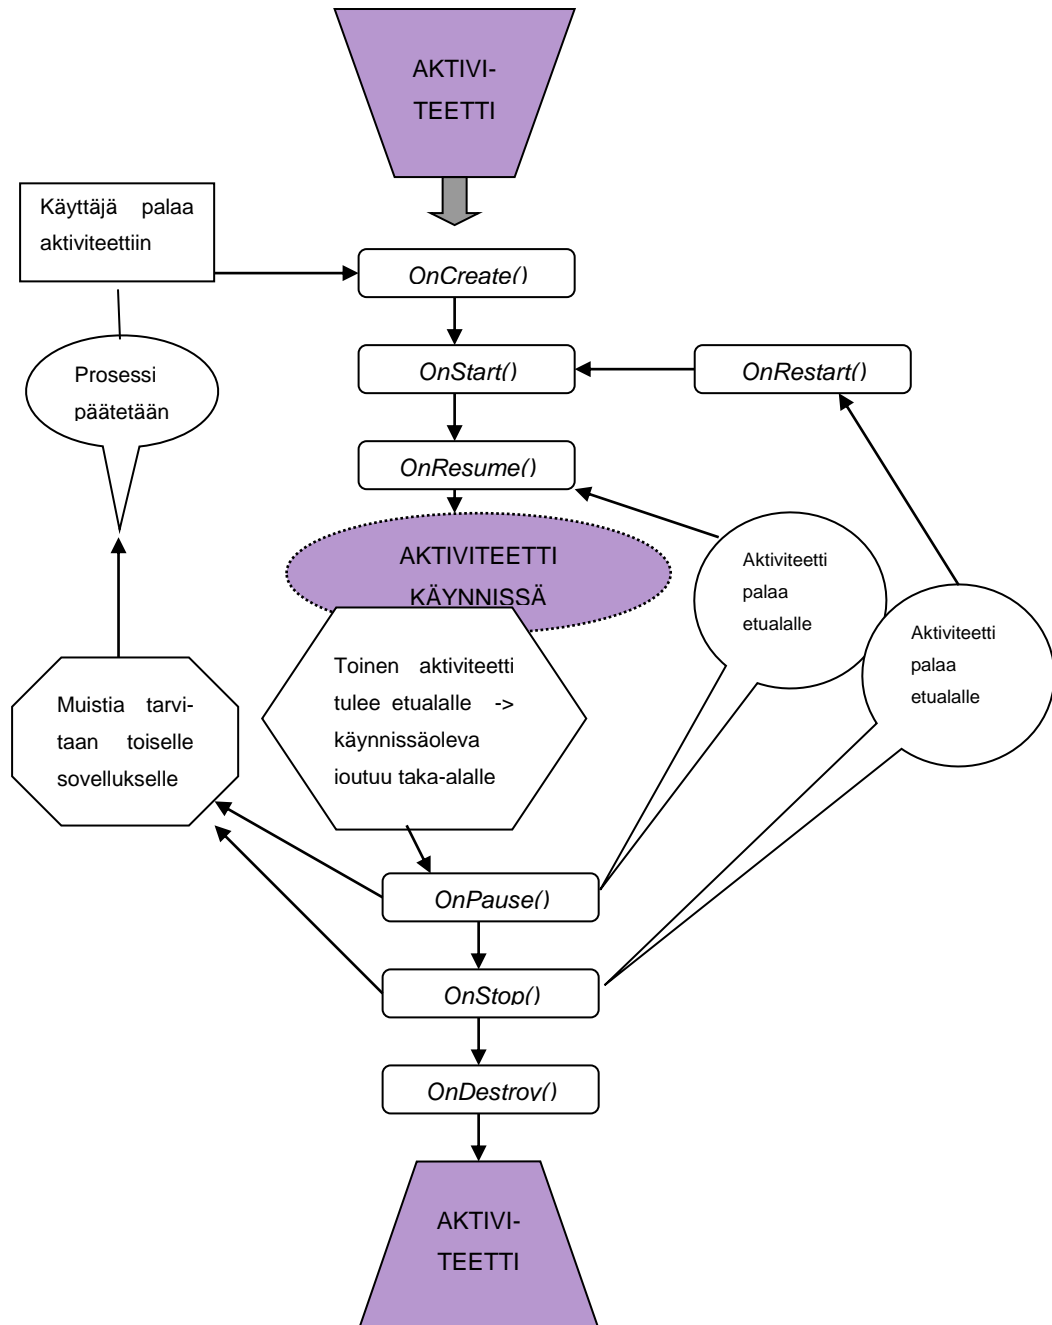 AKTIVI-
TEETTI
Käyttäjä palaa
aktiviteettiin
OnCreate()
Prosessi
päätetään
OnStart()
OnRestart()
OnResume()
AKTIVITEETTI
KÄYNNISSÄ
Aktiviteetti
palaa
etualalle
Aktiviteetti
palaa
etualalle
Toinen aktiviteetti
tulee etualalle ->
käynnissäoleva
joutuu taka-alalle
Muistia tarvi-
taan toiselle
sovellukselle
OnPause()
OnStop()
OnDestroy()
AKTIVI-
TEETTI